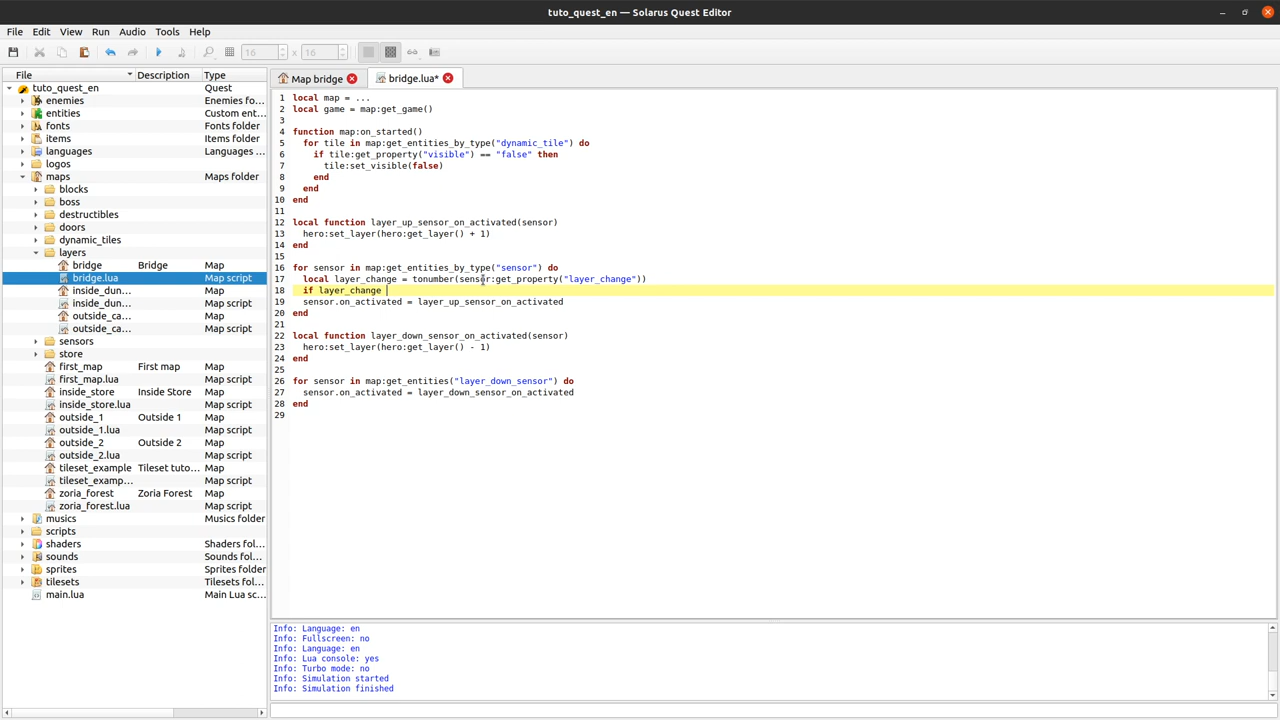 tuto_quest_en — Solarus Quest Editor
File Edit View Run Audio Tools Help
16 x 16
File Description Type
tuto_quest_en Quest
enemies Enemies fo...
entities Custom ent...
fonts Fonts folder
items Items folder
languages Languages ...
logos
maps Maps folder
blocks
boss
destructibles
doors
dynamic_tiles
layers
bridge Bridge Map
bridge.lua Map script
inside_dun... Map
inside_dun... Map script
outside_ca... Map
outside_ca... Map script
sensors
store
first_map First map Map
first_map.lua Map script
inside_store Inside Store Map
inside_store.lua Map script
outside_1 Outside 1 Map
outside_1.lua Map script
outside_2 Outside 2 Map
outside_2.lua Map script
tileset_example Tileset tuto... Map
tileset_examp... Map script
zoria_forest Zoria Forest Map
zoria_forest.lua Map script
musics Musics folder
scripts
shaders Shaders fol...
sounds Sounds fol...
sprites Sprites folder
tilesets Tilesets fol...
main.lua Main Lua sc...
Map bridge bridge.lua*
1 local map = ...
2 local game = map:get_game()
3
4 function map:on_started()
5 for tile in map:get_entities_by_type("dynamic_tile") do
6 if tile:get_property("visible") == "false" then
7 tile:set_visible(false)
8 end
9 end
10 end
11
12 local function layer_up_sensor_on_activated(sensor)
13 hero:set_layer(hero:get_layer() + 1)
14 end
15
16 for sensor in map:get_entities_by_type("sensor") do
17 local layer_change = tonumber(sensor:get_property("layer_change"))
18 if layer_change
19 sensor.on_activated = layer_up_sensor_on_activated
20 end
21
22 local function layer_down_sensor_on_activated(sensor)
23 hero:set_layer(hero:get_layer() - 1)
24 end
25
26 for sensor in map:get_entities("layer_down_sensor") do
27 sensor.on_activated = layer_down_sensor_on_activated
28 end
29
Info: Language: en
Info: Fullscreen: no
Info: Language: en
Info: Lua console: yes
Info: Turbo mode: no
Info: Simulation started
Info: Simulation finished